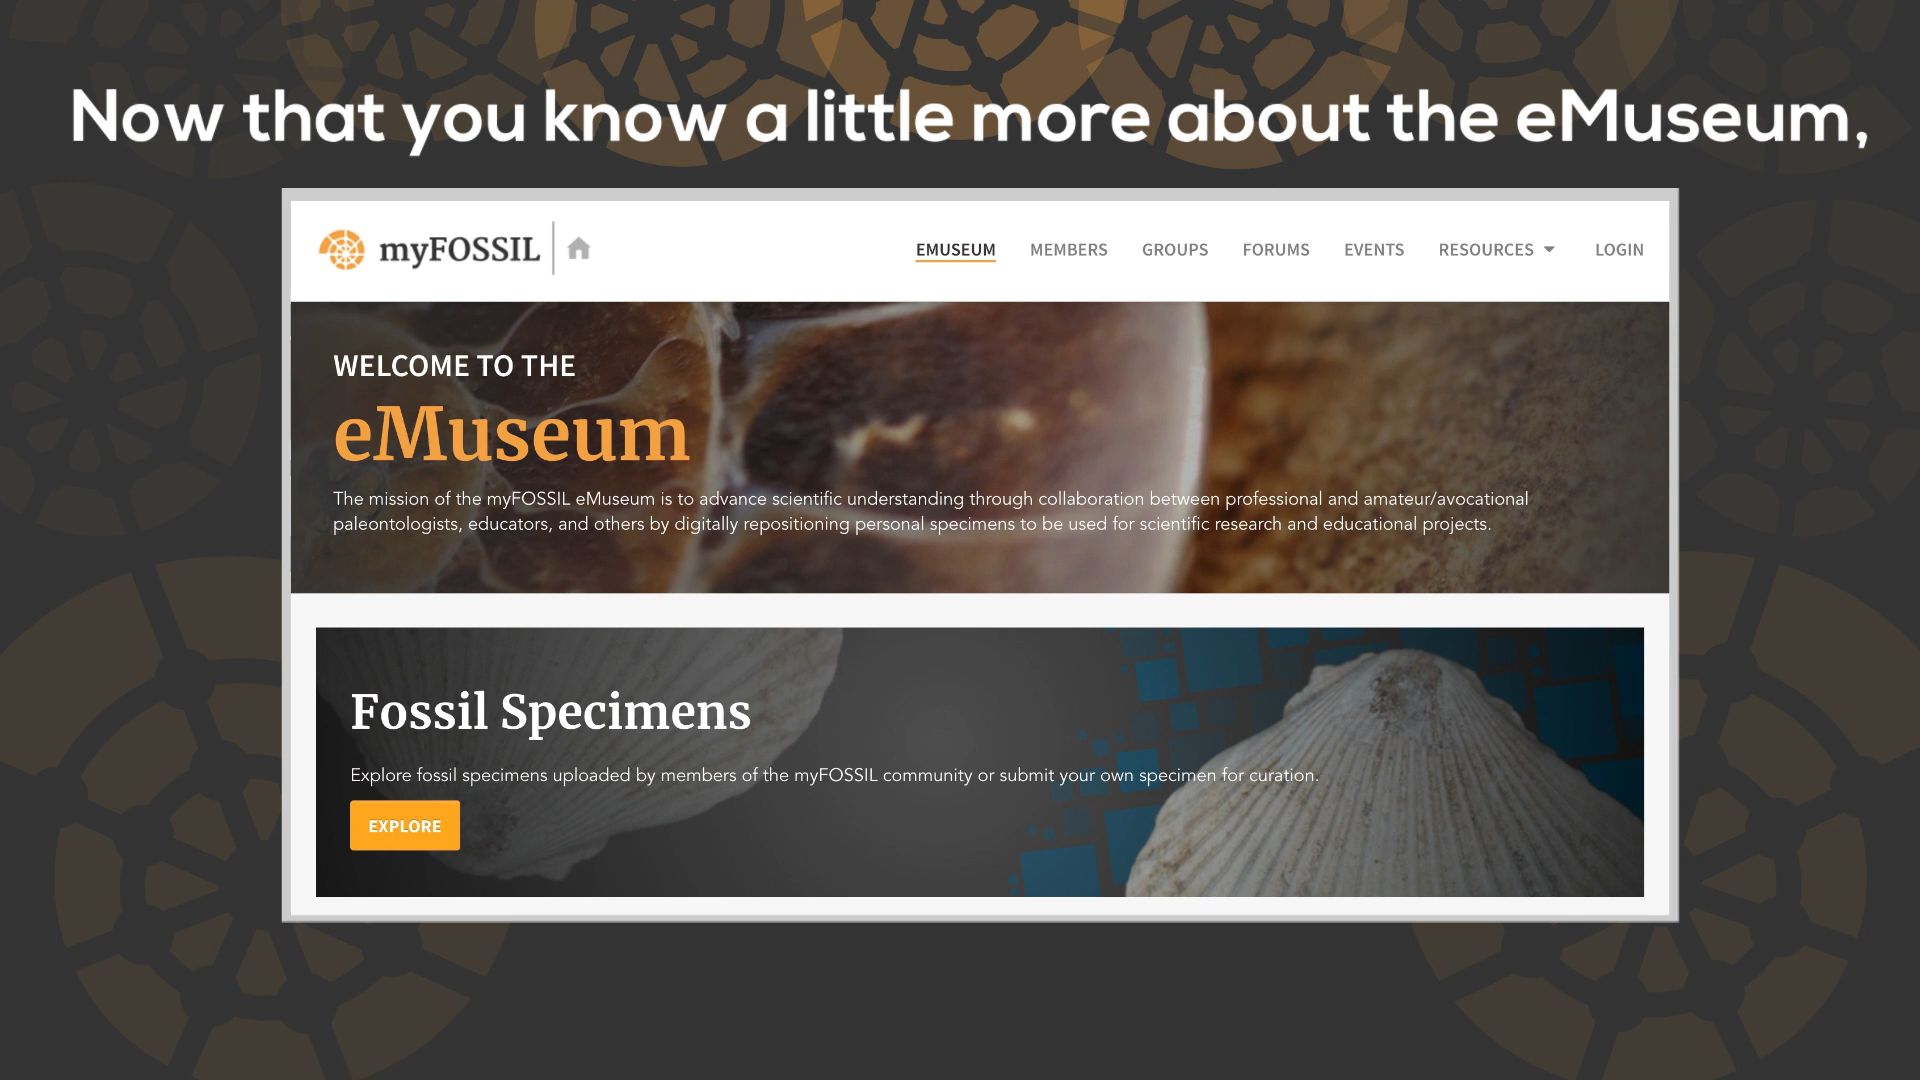 Now that you know a little more about the eMuseum,
myFOSSIL
EMUSEUM MEMBERS GROUPS FORUMS EVENTS RESOURCES LOGIN
WELCOME TO THE
eMuseum
The mission of the myFOSSIL eMuseum is to advance scientific understanding through collaboration between professional and amateur/avocational
paleontologists, educators, and others by digitally repositioning personal specimens to be used for scientific research and educational projects.
Fossil Specimens
Explore fossil specimens uploaded by members of the myFOSSIL community or submit your own specimen for curation.
EXPLORE